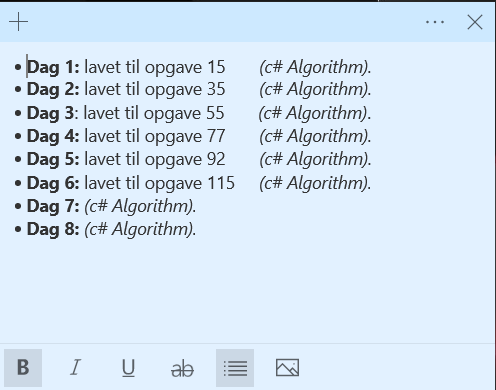 • Dag 1: lavet til opgave 15 (c# Algorithm).
• Dag 2: lavet til opgave 35 (c# Algorithm).
• Dag 3: lavet til opgave 55 (c# Algorithm).
• Dag 4: lavet til opgave 77 (c# Algorithm).
• Dag 5: lavet til opgave 92 (c# Algorithm).
• Dag 6: lavet til opgave 115 (c# Algorithm).
• Dag 7: (c# Algorithm).
• Dag 8: (c# Algorithm).
B I U ab